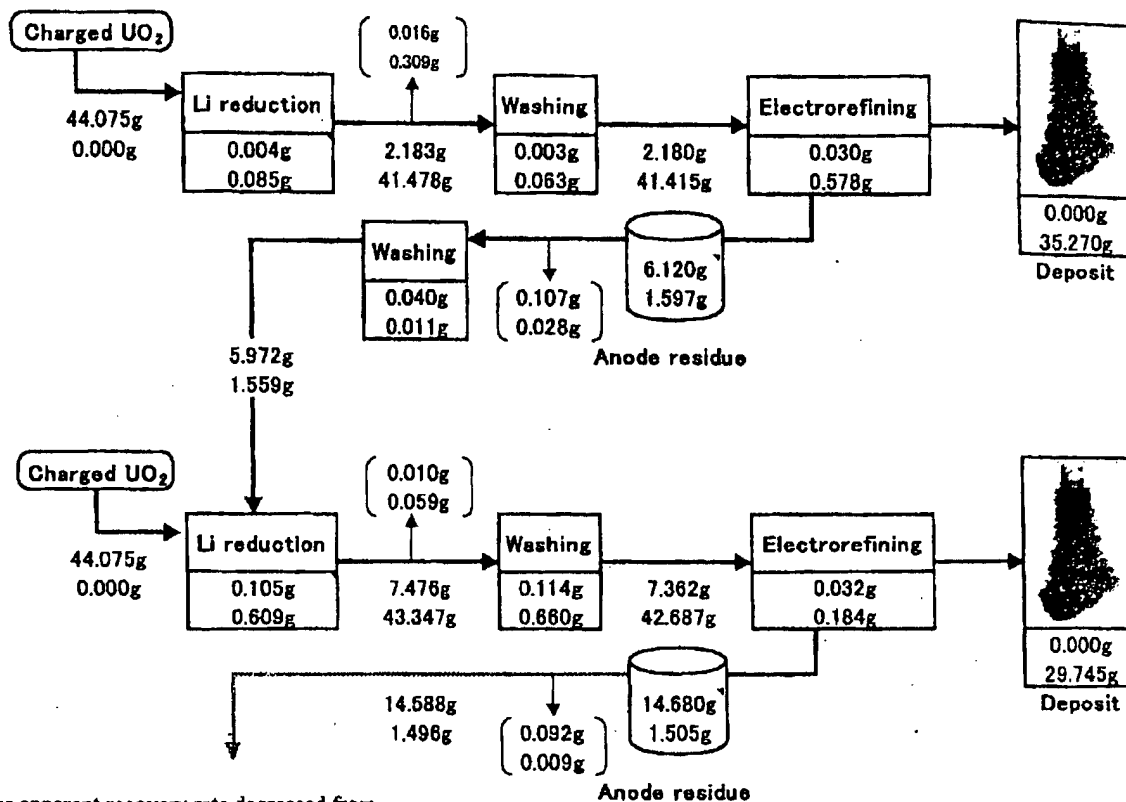 Charged UO₂
44.075g
0.000g
Li reduction
0.004g
0.085g
0.016g
0.309g
2.183g
41.478g
Washing
0.003g
0.063g
2.180g
41.415g
Electrorefining
0.030g
0.578g
0.000g
35.270g
Deposit
6.120g
1.597g
Anode residue
0.107g
0.028g
Washing
0.040g
0.011g
5.972g
1.559g
Charged UO₂
44.075g
0.000g
Li reduction
0.105g
0.609g
0.010g
0.059g
7.476g
43.347g
Washing
0.114g
0.660g
7.362g
42.687g
Electrorefining
0.032g
0.184g
0.000g
29.745g
Deposit
14.680g
1.505g
Anode residue
0.092g
0.009g
14.588g
1.496g
apparent recovery rate decreased from